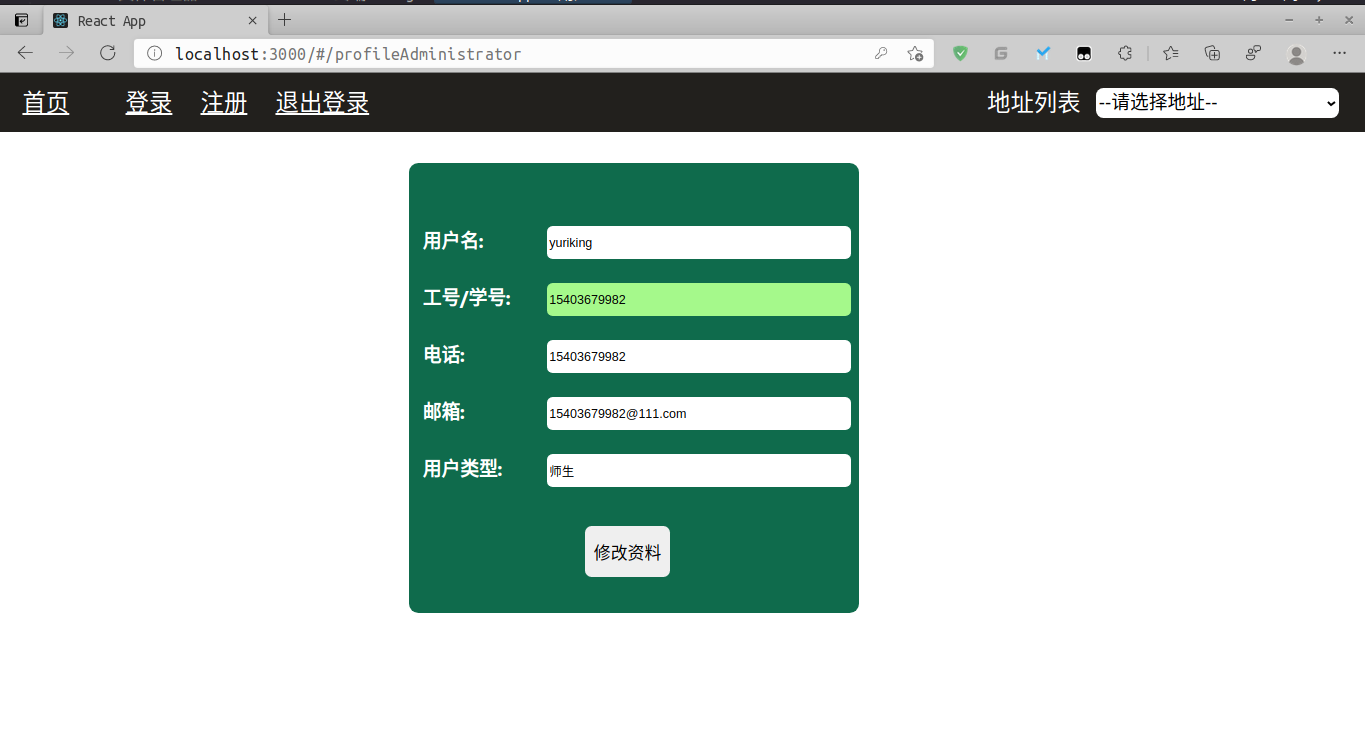 React App
localhost:3000/#/profileAdministrator
首页 登录 注册 退出登录 地址列表 --请选择地址--
用户名: yuriking
工号/学号: 15403679982
电话: 15403679982
邮箱: 15403679982@111.com
用户类型: 师生
修改资料